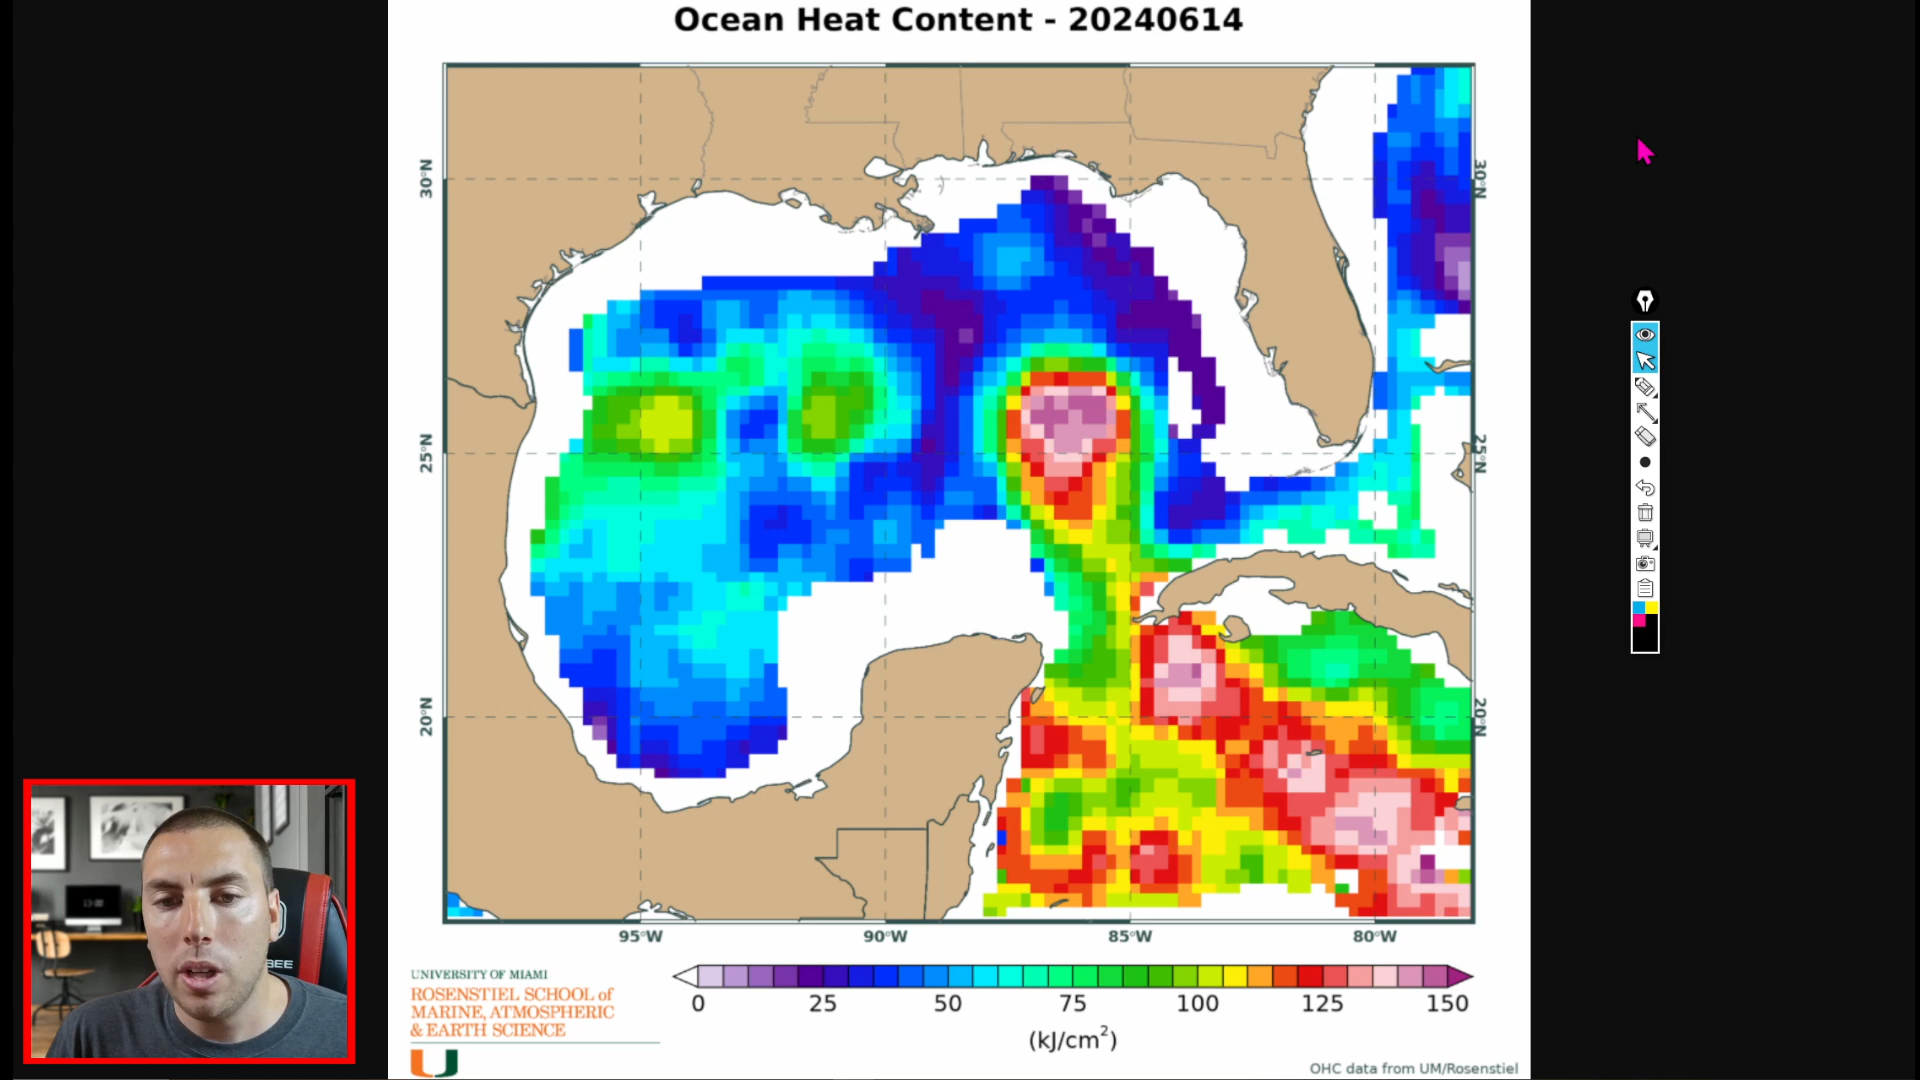 Ocean Heat Content - 20240614
30°N
30°N
25°N
25°N
20°N
20°N
95°W
90°W
85°W
80°W
0
25
50
75
100
125
150
(kJ/cm²)
UNIVERSITY OF MIAMI
ROSENSTIEL SCHOOL of
MARINE, ATMOSPHERIC
& EARTH SCIENCE
OHC data from UM/Rosenstiel